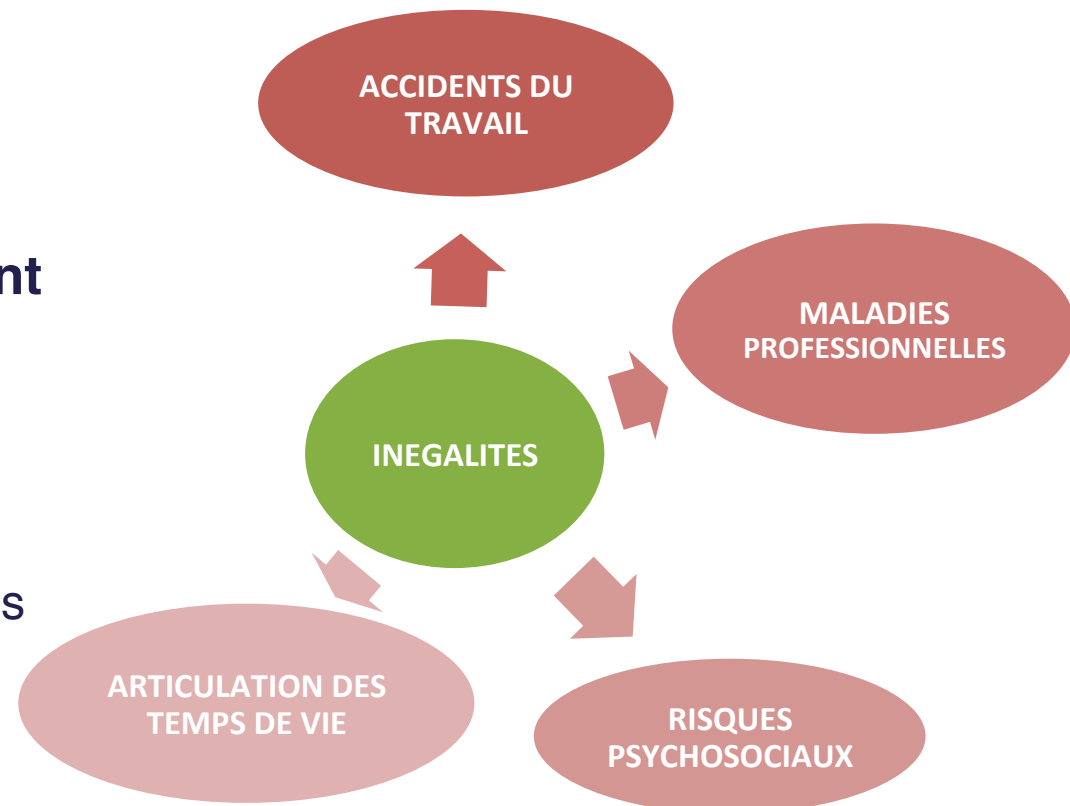 ACCIDENTS DU
TRAVAIL
nt
MALADIES
PROFESSIONNELLES
INEGALITES
s
ARTICULATION DES
TEMPS DE VIE
RISQUES
PSYCHOSOCIAUX